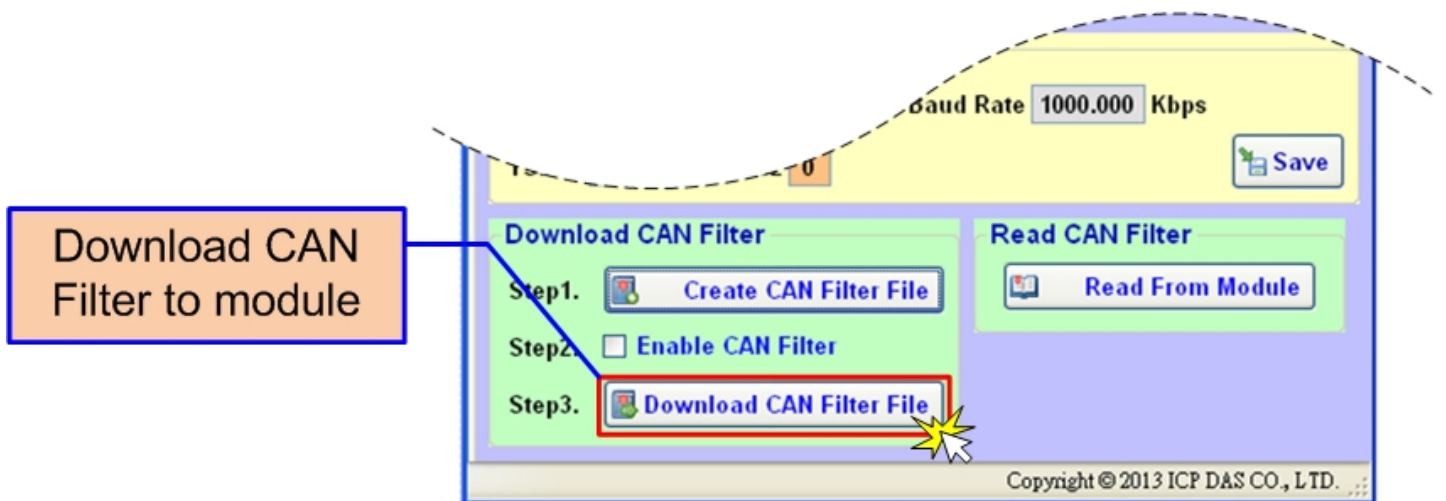 Baud Rate 1000.000 Kbps
0
Save
Download CAN
Filter to module
Download CAN Filter
Step1. Create CAN Filter File
Step2. Enable CAN Filter
Step3. Download CAN Filter File
Read CAN Filter
Read From Module
Copyright © 2013 ICP DAS CO., LTD.